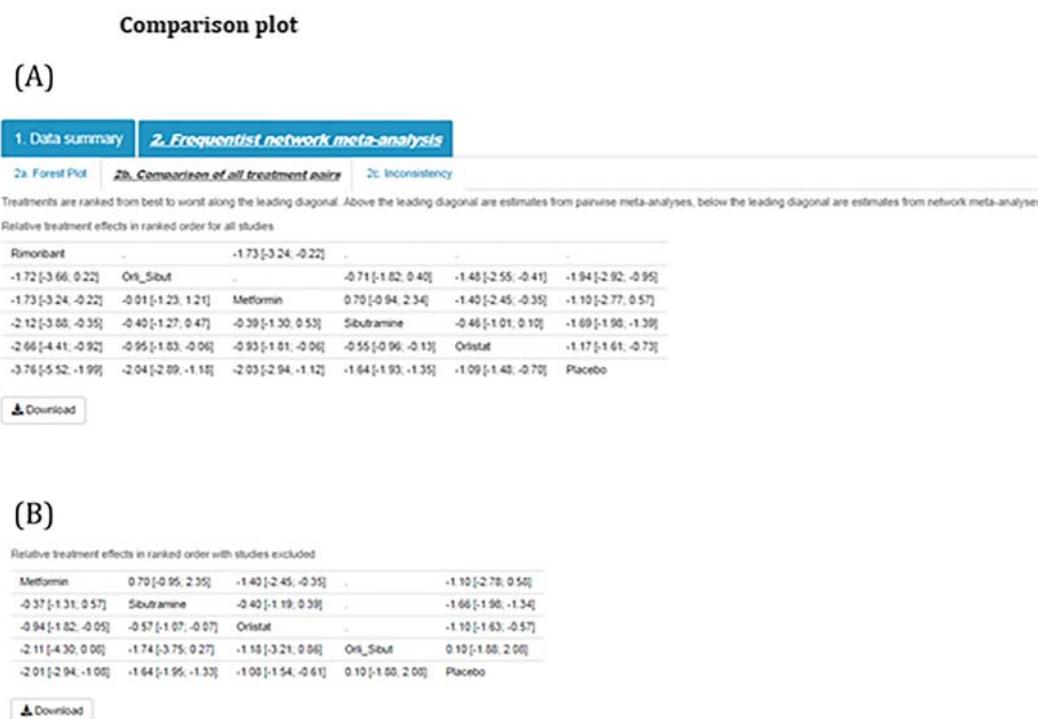 Comparison plot
(A)
1. Data summary 2. Frequentist network meta-analysis
2a. Forest Plot 2b. Comparison of all treatment pairs 2c. Inconsistency
Treatments are ranked from best to worst along the leading diagonal. Above the leading diagonal are estimates from pairwise meta-analyses, below the leading diagonal are estimates from network meta-analyses
Relative treatment effects in ranked order for all studies
Rimonbant . -1.73 [-3.24; -0.22] . . .
-1.72 [-3.66; 0.22] Orli_Sibut . -0.71 [-1.82; 0.40] -1.48 [-2.55; -0.41] -1.94 [-2.92; -0.95]
-1.73 [-3.24; -0.22] -0.01 [-1.23; 1.21] Metformin 0.70 [-0.94; 2.34] -1.40 [-2.45; -0.35] -1.10 [-2.77; 0.57]
-2.12 [-3.88; -0.35] -0.40 [-1.27; 0.47] -0.39 [-1.30; 0.53] Sibutramine -0.46 [-1.01; 0.10] -1.69 [-1.98; -1.39]
-2.66 [-4.41; -0.92] -0.95 [-1.83; -0.06] -0.93 [-1.81; -0.06] -0.55 [-0.96; -0.13] Orlistat -1.17 [-1.61; -0.73]
-3.76 [-5.52; -1.99] -2.04 [-2.89; -1.18] -2.03 [-2.94; -1.12] -1.64 [-1.93; -1.35] -1.09 [-1.48; -0.70] Placebo
Download
(B)
Relative treatment effects in ranked order with studies excluded
Metformin 0.70 [-0.95; 2.35] -1.40 [-2.45; -0.35] . -1.10 [-2.78; 0.58]
-0.37 [-1.31; 0.57] Sibutramine -0.40 [-1.19; 0.39] . -1.66 [-1.98; -1.34]
-0.94 [-1.82; -0.05] -0.57 [-1.07; -0.07] Orlistat . -1.10 [-1.63; -0.57]
-2.11 [-4.30; 0.08] -1.74 [-3.75; 0.27] -1.18 [-3.21; 0.86] Orli_Sibut 0.10 [-1.88; 2.08]
-2.01 [-2.94; -1.08] -1.64 [-1.95; -1.33] -1.08 [-1.54; -0.61] 0.10 [-1.88; 2.08] Placebo
Download